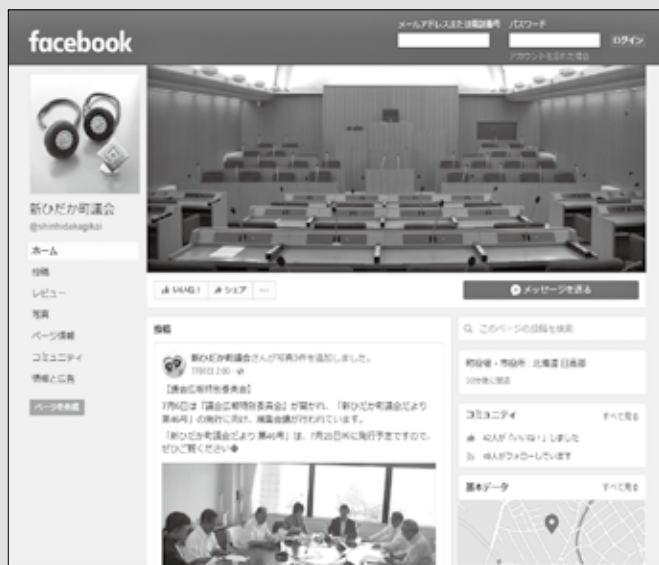 facebook
メールアドレスまたは電話番号
パスワード
ログイン
アカウントを忘れた場合
新ひだか町議会
@shinhidakagikai
ホーム
投稿
レビュー
写真
ページ情報
コミュニティ
情報と広告
ページを作成
いいね!
シェア
メッセージを送る
投稿
新ひだか町議会さんが写真3件を追加しました。
【議会広報特別委員会】
7月6日は「議会広報特別委員会」が開かれ、「新ひだか町議会だより
第46号」の発行に向け、編集会議が行われています。
「新ひだか町議会だより 第46号」は、7月25日㈬に発行予定ですので、
ぜひご覧ください
このページの投稿を検索
町役場・市役所 : 北海道 日高郡
コミュニティ
すべて見る
42人が「いいね！」しました
48人がフォローしています
基本データ
すべて見る